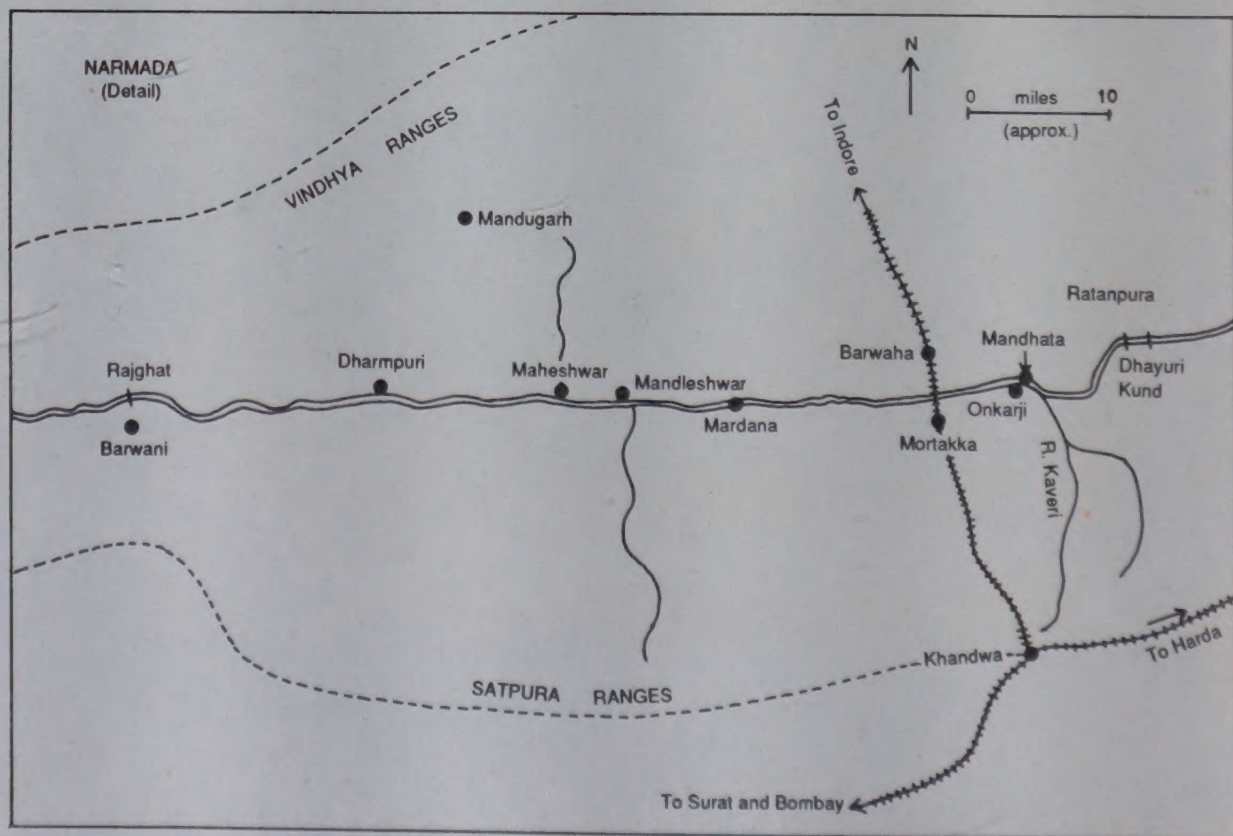 NARMADA
(Detail)
VINDHYA RANGES
N
0 miles 10
(approx.)
To Indore
Mandugarh
Ratanpura
Mandhata
Barwaha
Dhayuri
Kund
Rajghat
Dharmpuri
Maheshwar
Mandleshwar
Onkarji
Barwani
Mardana
Mortakka
R. Kaveri
Khandwa
To Harda
SATPURA RANGES
To Surat and Bombay